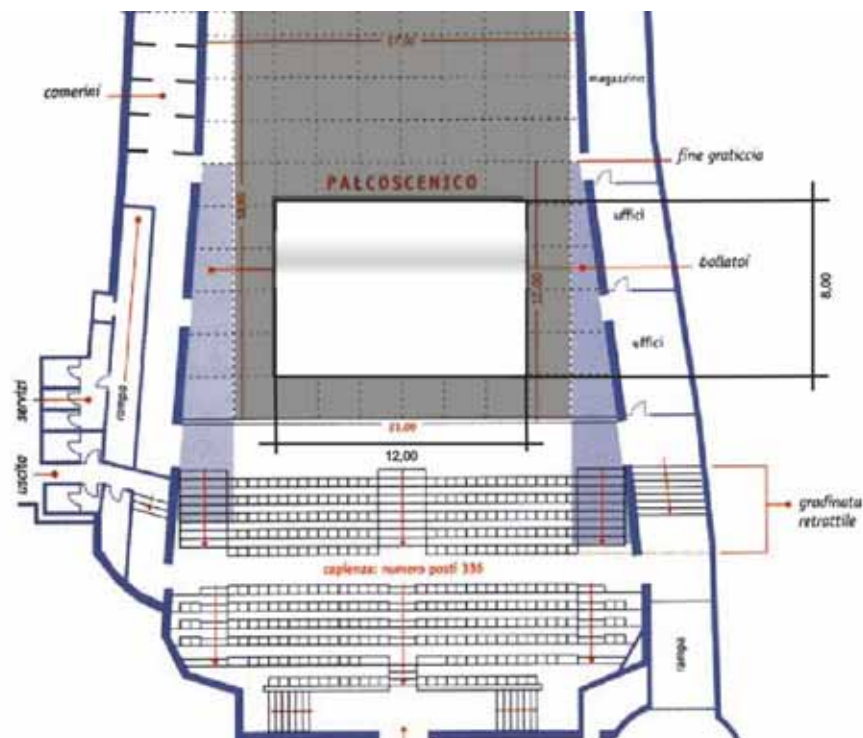 camerini
magazzino
fine graticcia
PALCOSCENICO
uffici
ballatoi
8,00
uffici
servizi
rampa
uscita
12,00
gradinata
retrattile
capienza: numero posti 336
rampa